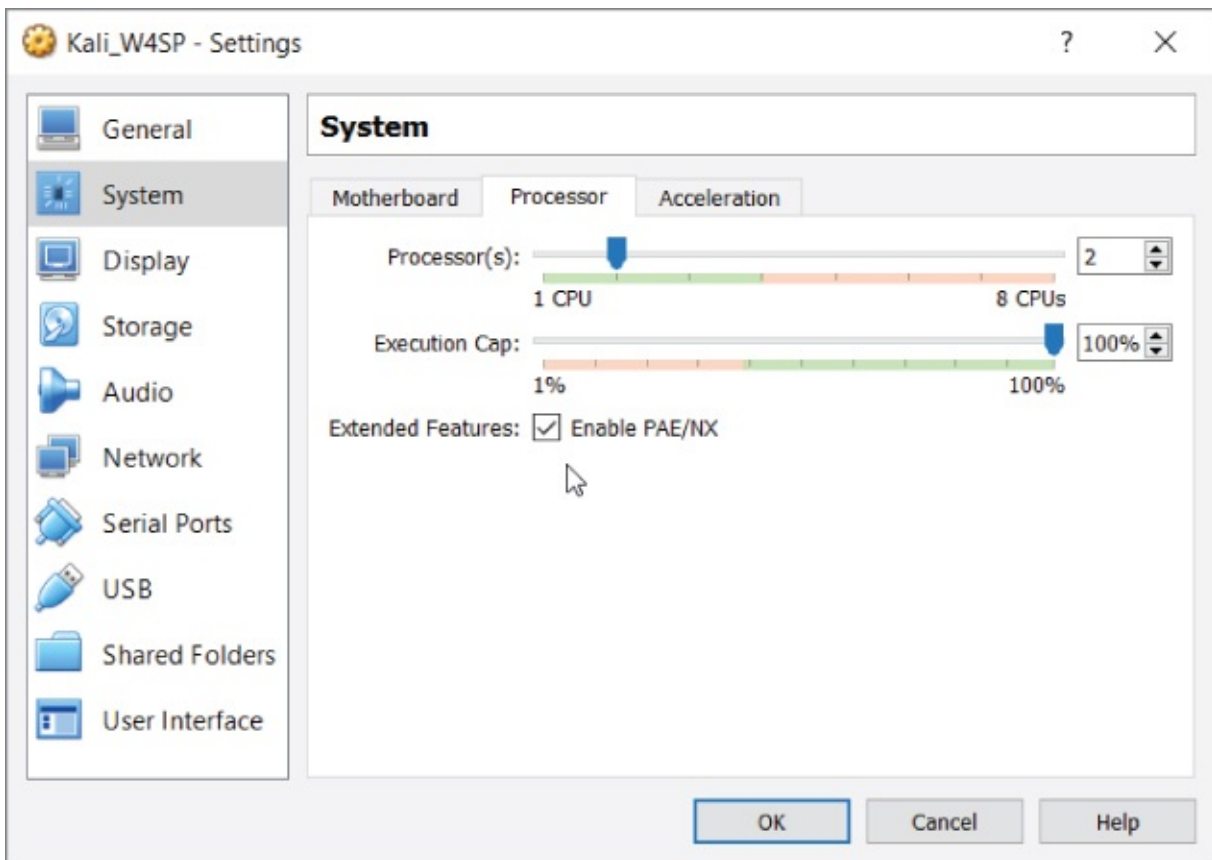 Kali_W4SP - Settings
?
General
System
Display
Storage
Audio
Network
Serial Ports
USB
Shared Folders
User Interface
System
Motherboard Processor Acceleration
Processor(s): 2
1 CPU 8 CPUs
Execution Cap: 100%
1% 100%
Extended Features: Enable PAE/NX
OK Cancel Help